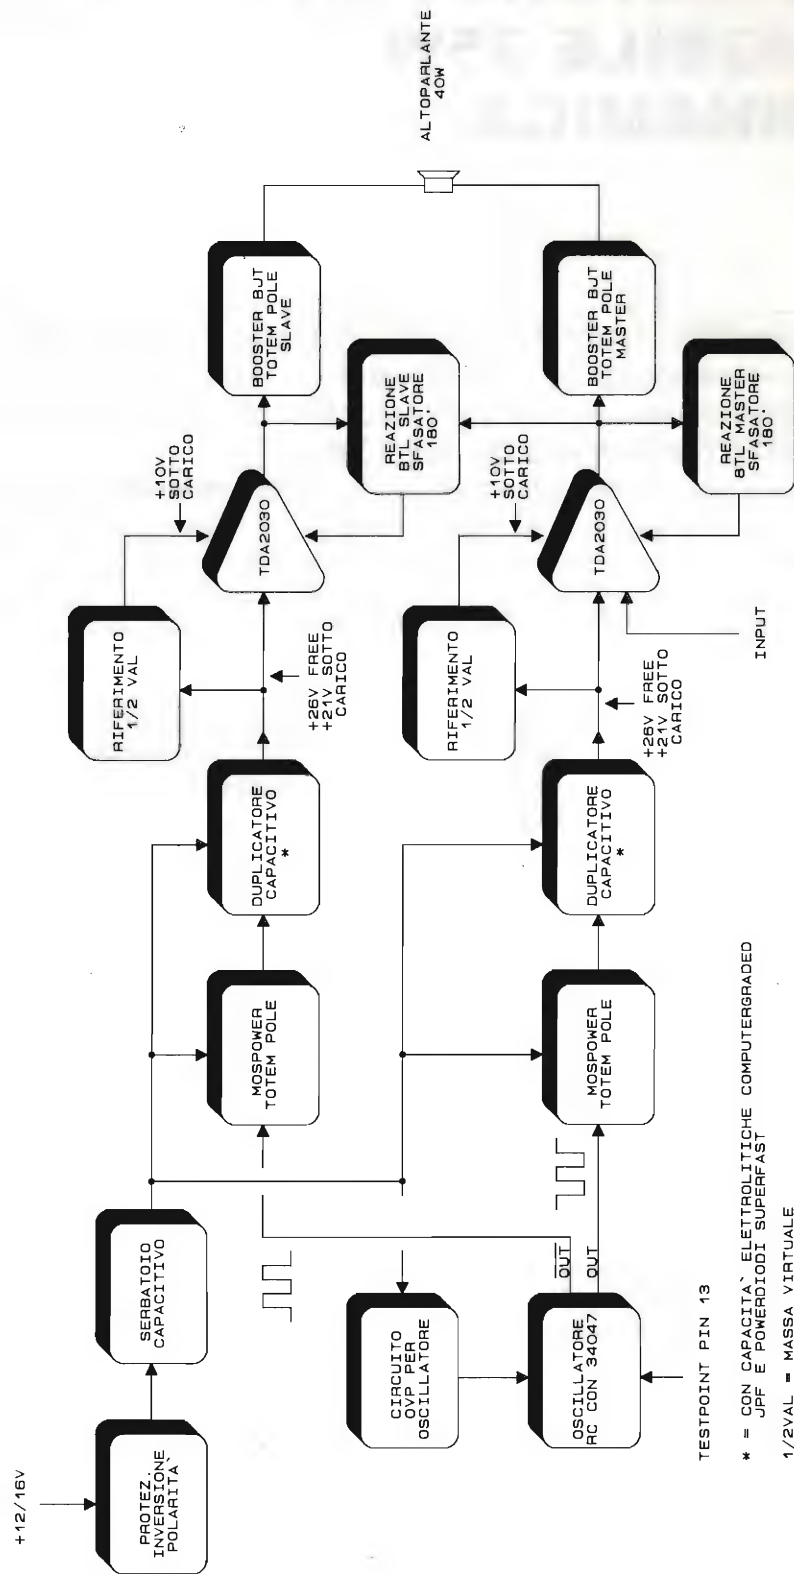 +12/16V
PROTEZ.
INVERSIONE
POLARITA`
SERBATOIO
CAPACITIVO
MOSPOWER
TOTEM POLE
DUPLICATORE
CAPACITIVO
*
+26V FREE
+21V SOTTO
CARICO
RIFERIMENTO
1/2 VAL
+10V
SOTTO
CARICO
TDA2030
BOOSTER BJT
TOTEM POLE
SLAVE
REAZIONE
BTL SLAVE
SFASATORE
180°
ALTOPARLANTE
40W
CIRCUITO
OVP PER
OSCILLATORE
OSCILLATORE
RC CON 34047
OUT
OUT
MOSPOWER
TOTEM POLE
DUPLICATORE
CAPACITIVO
*
+26V FREE
+21V SOTTO
CARICO
RIFERIMENTO
1/2 VAL
+10V
SOTTO
CARICO
TDA2030
BOOSTER BJT
TOTEM POLE
MASTER
REAZIONE
BTL MASTER
SFASATORE
180°
INPUT
TESTPOINT PIN 13
* = CON CAPACITA` ELETTROLITICHE COMPUTERGRADED
JPF E POWERDIODI SUPERFAST
1/2VAL = MASSA VIRTUALE